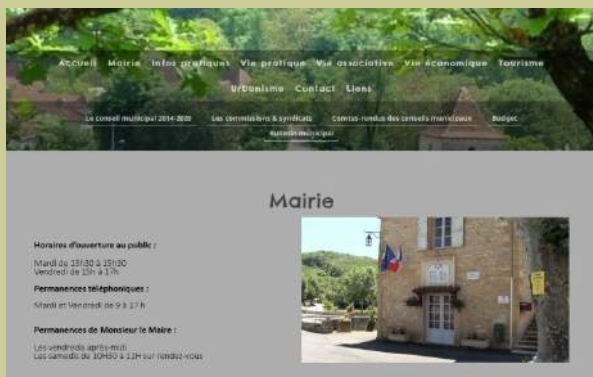 Accueil Mairie Infos pratiques Vie pratique Vie associative Vie économique Tourisme
Urbanisme Contact Liens
Le conseil municipal 2014-2020 Les commissions & syndicats Comtes-rendus des conseils municipaux Budget
Bulletin municipal
Mairie
Horaires d'ouverture au public :
Mardi de 13h30 à 15h30
Vendredi de 15h à 17h
Permanences téléphoniques :
Mardi et Vendredi de 9 à 17 h
Permanences de Monsieur le Maire :
Les vendredis après-midi
Les samedis de 10H30 à 12H sur rendez-vous